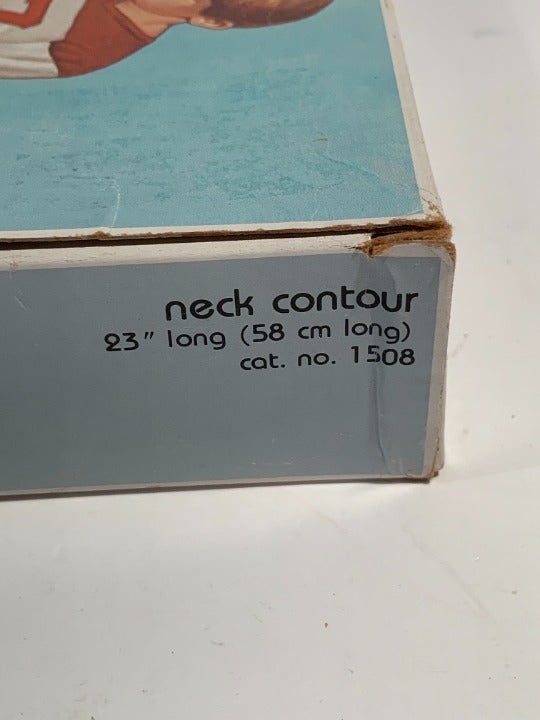 neck contour
23" long (58 cm long)
cat. no. 1508